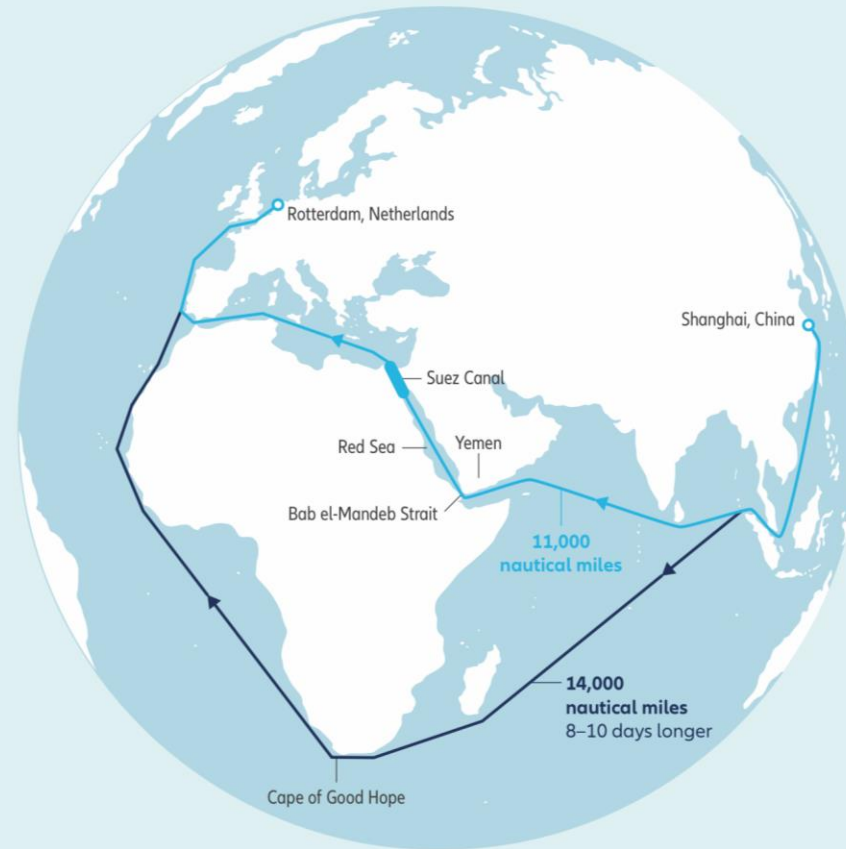 Rotterdam, Netherlands
Shanghai, China
Suez Canal
Red Sea
Yemen
Bab el-Mandeb Strait
11,000
nautical miles
14,000
nautical miles
8–10 days longer
Cape of Good Hope